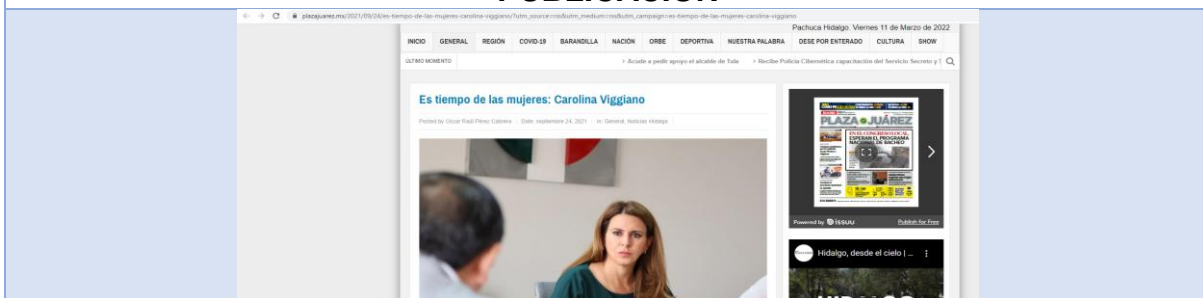 PUBLICACIÓN
plazajuarez.mx/2021/09/24/es-tiempo-de-las-mujeres-carolina-viggiano/?utm_source=rss&utm_medium=rss&utm_campaign=es-tiempo-de-las-mujeres-carolina-viggiano
Pachuca Hidalgo. Viernes 11 de Marzo de 2022
INICIO GENERAL REGIÓN COVID-19 BARANDILLA NACIÓN ORBE DEPORTIVA NUESTRA PALABRA DESE POR ENTERADO CULTURA SHOW
ÚLTIMO MOMENTO > Acude a pedir apoyo el alcalde de Tula > Recibe Policía Cibernética capacitación del Servicio Secreto y
Es tiempo de las mujeres: Carolina Viggiano
Posted by Oscar Raúl Pérez Cabrera Date: septiembre 24, 2021 in: General, Noticias Hidalgo
PLAZA JUÁREZ
EN EL CONGRESO LOCAL,
ESPERAN EL PROGRAMA
NACIONAL DE BACHEO
Powered by issuu Publish for Free
Hidalgo, desde el cielo | ...
HIDALGO